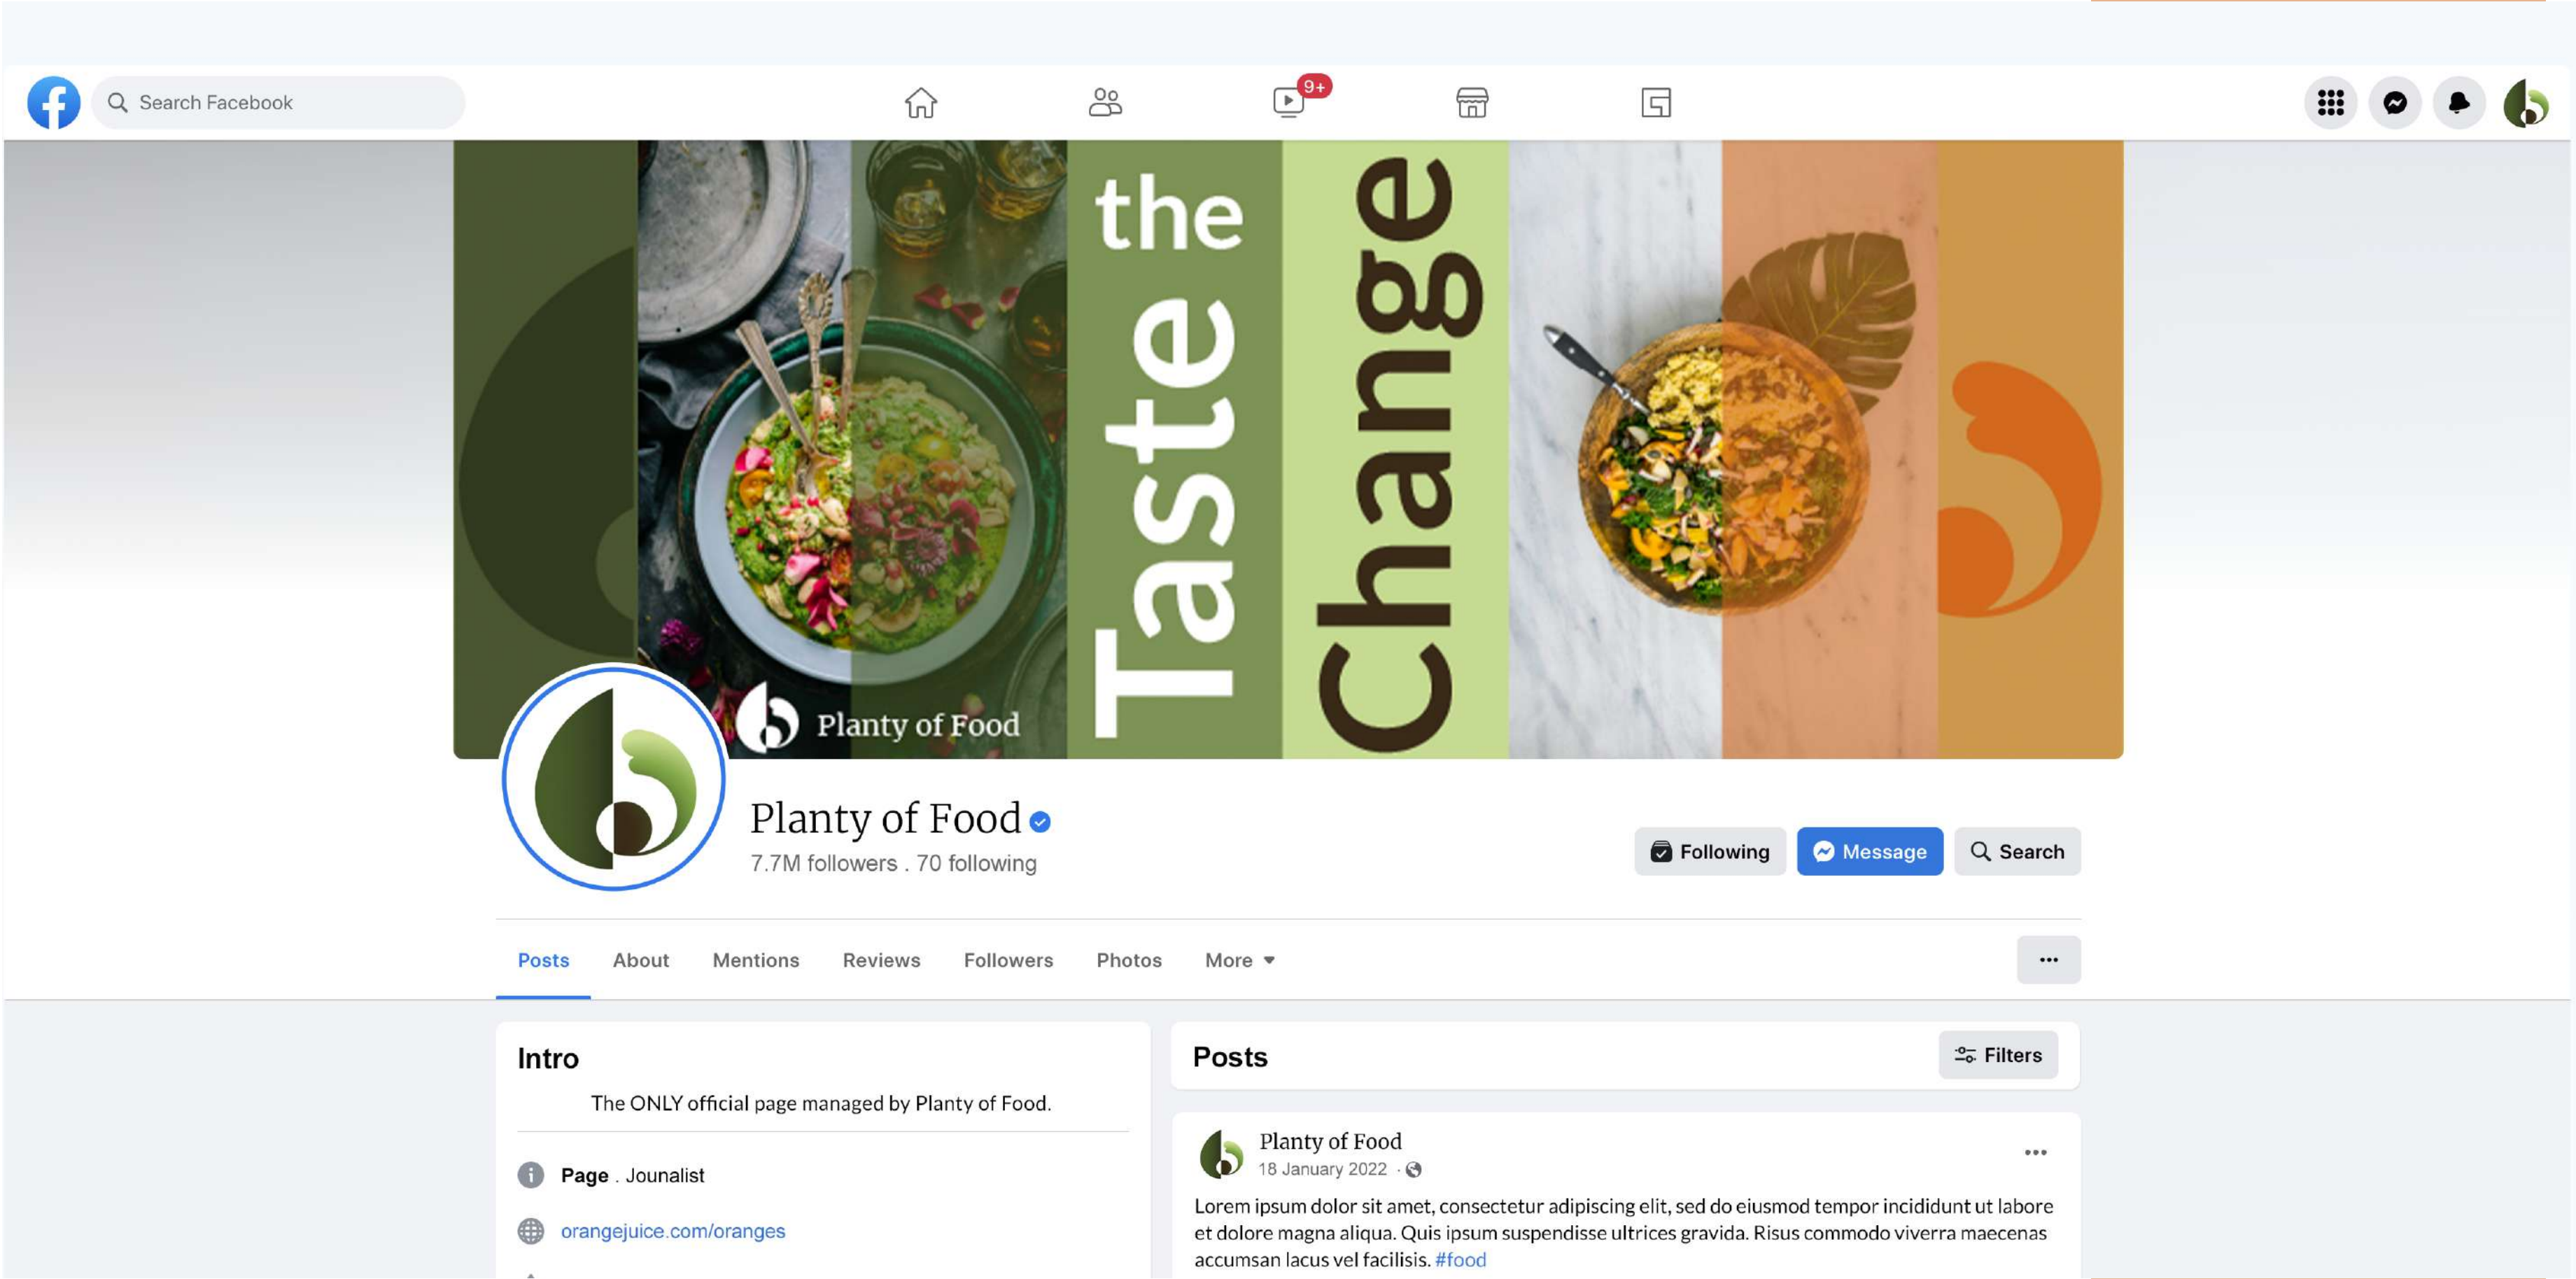 Search Facebook
9+
Taste the
Change
Planty of Food
Planty of Food
7.7M followers . 70 following
Following
Message
Search
Posts
About
Mentions
Reviews
Followers
Photos
More
Intro
The ONLY official page managed by Planty of Food.
Page . Jounalist
orangejuice.com/oranges
Posts
Filters
Planty of Food
18 January 2022 ·
Lorem ipsum dolor sit amet, consectetur adipiscing elit, sed do eiusmod tempor incididunt ut labore
et dolore magna aliqua. Quis ipsum suspendisse ultrices gravida. Risus commodo viverra maecenas
accumsan lacus vel facilisis. #food